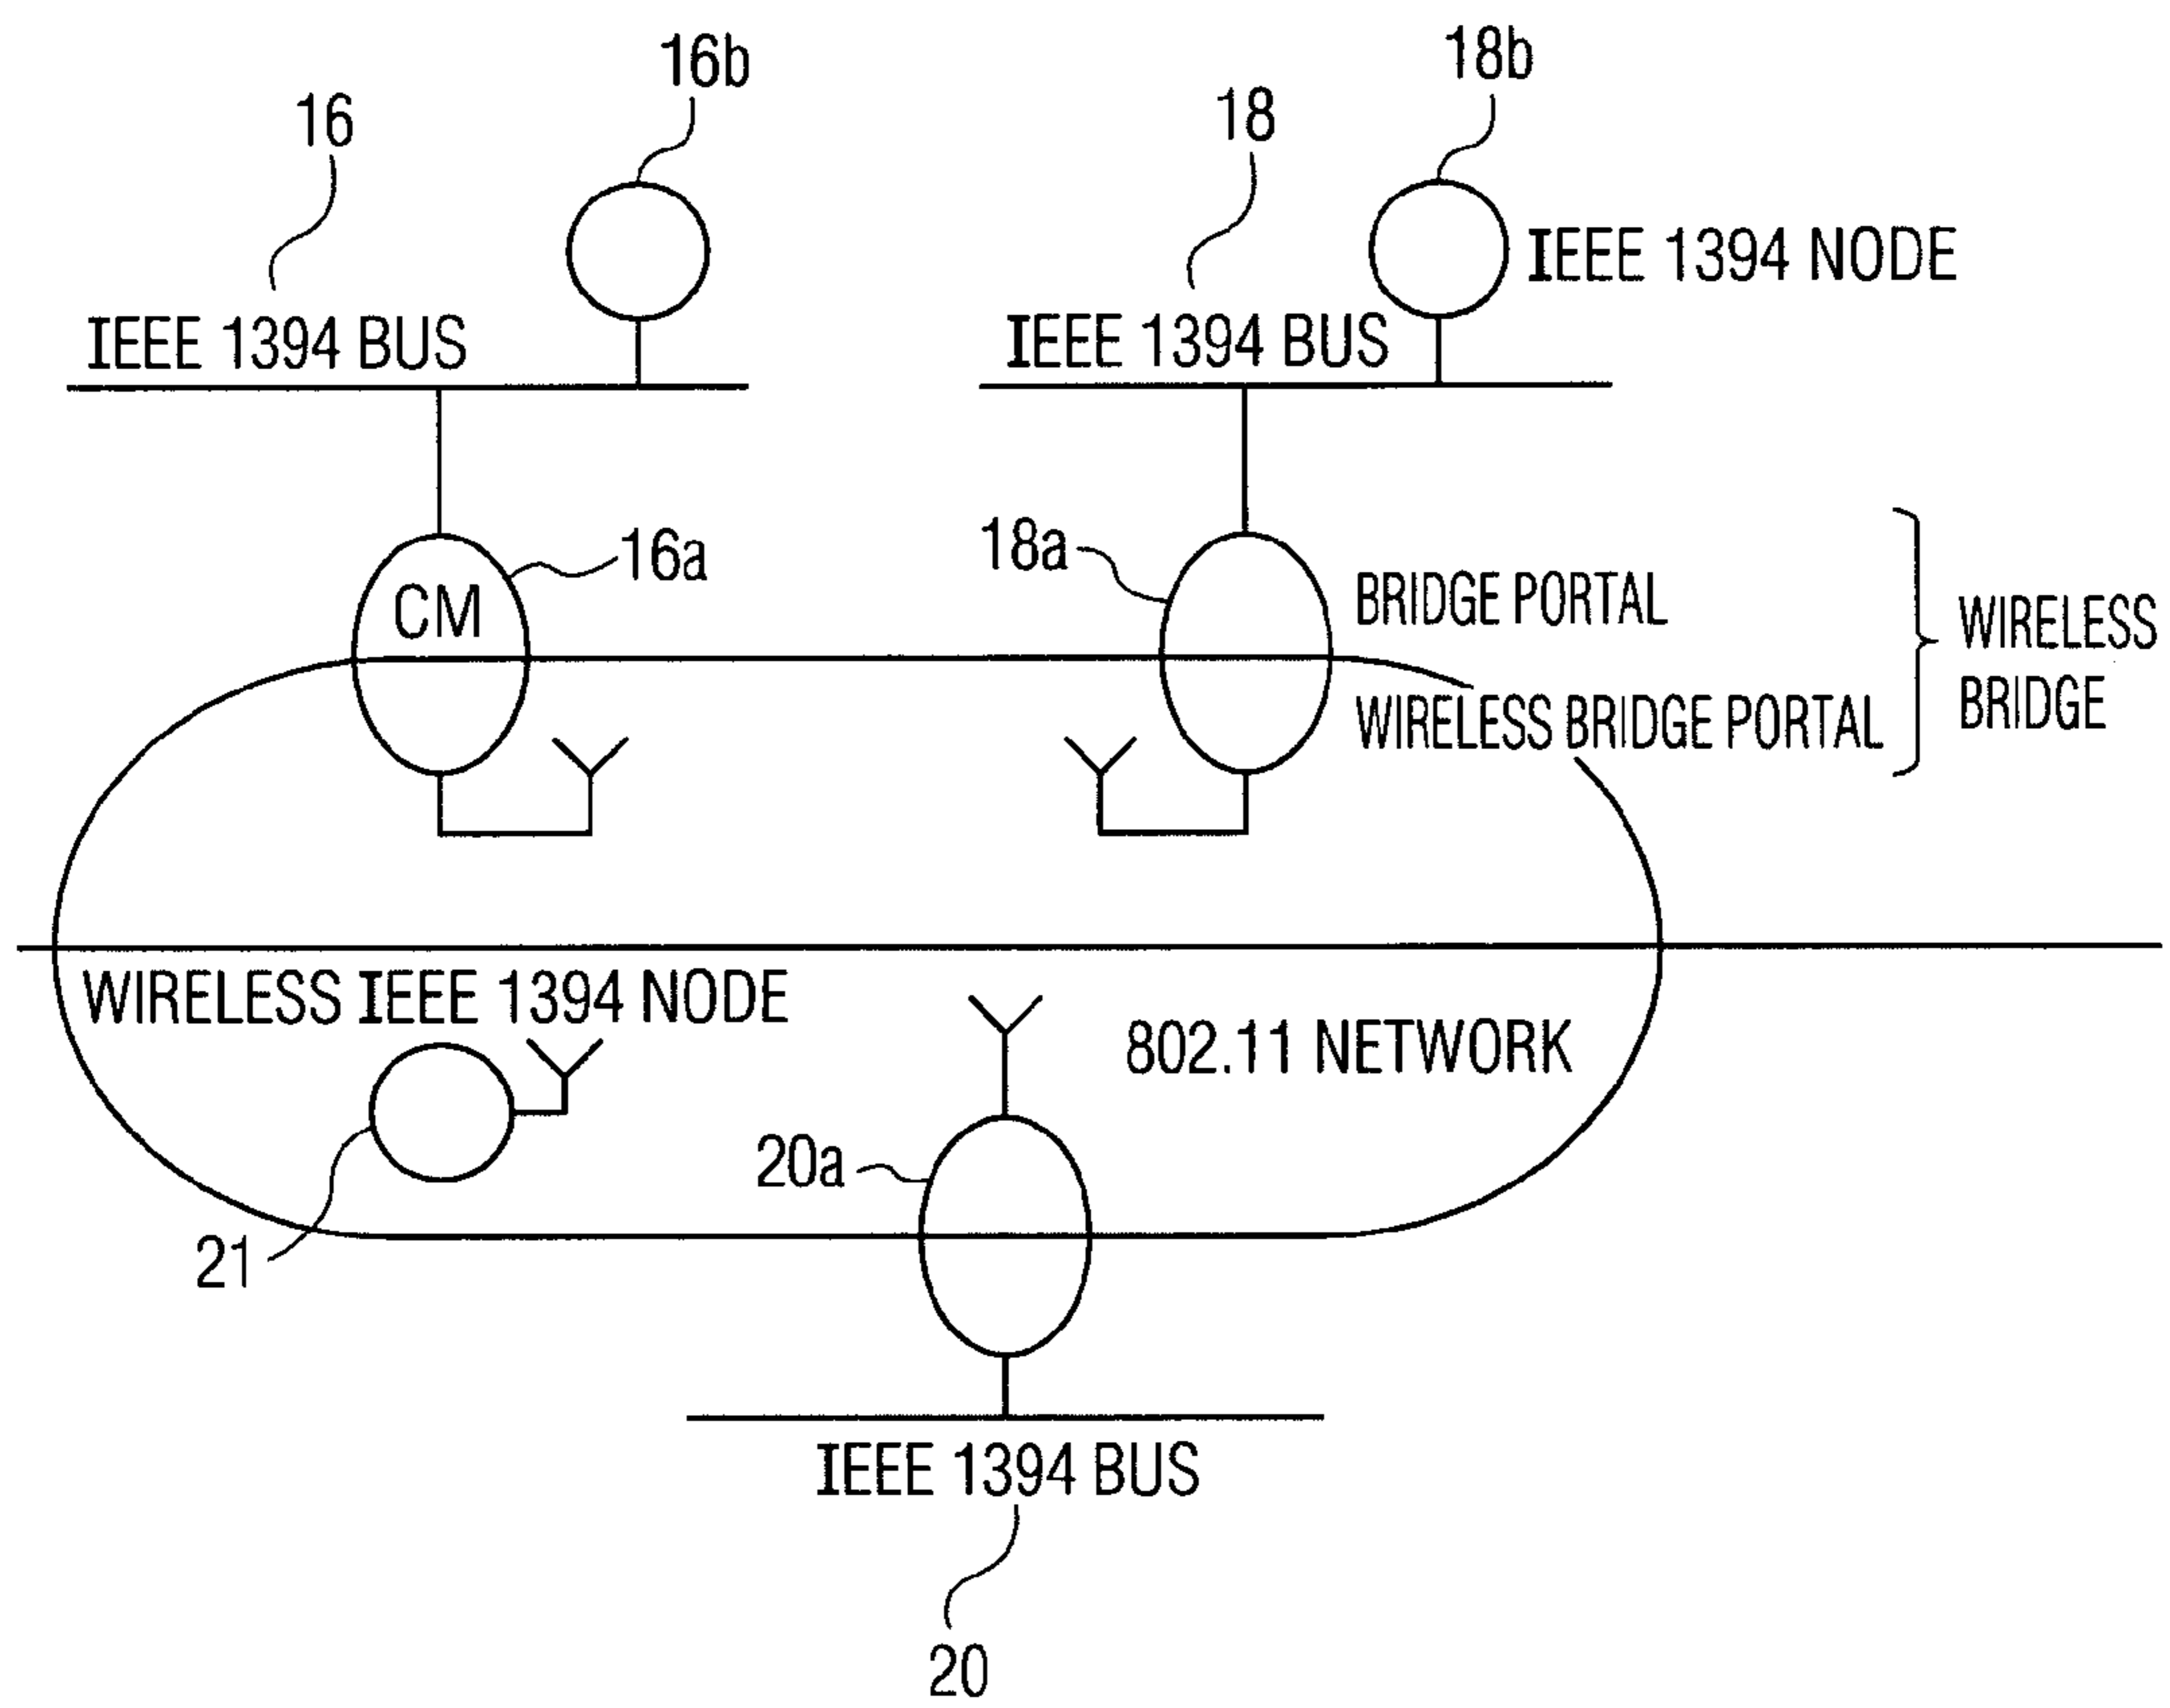 16b
18b
16
18
IEEE 1394 NODE
IEEE 1394 BUS
IEEE 1394 BUS
16a
18a
CM
BRIDGE PORTAL
WIRELESS BRIDGE PORTAL
WIRELESS
BRIDGE
WIRELESS IEEE 1394 NODE
802.11 NETWORK
20a
21
IEEE 1394 BUS
20